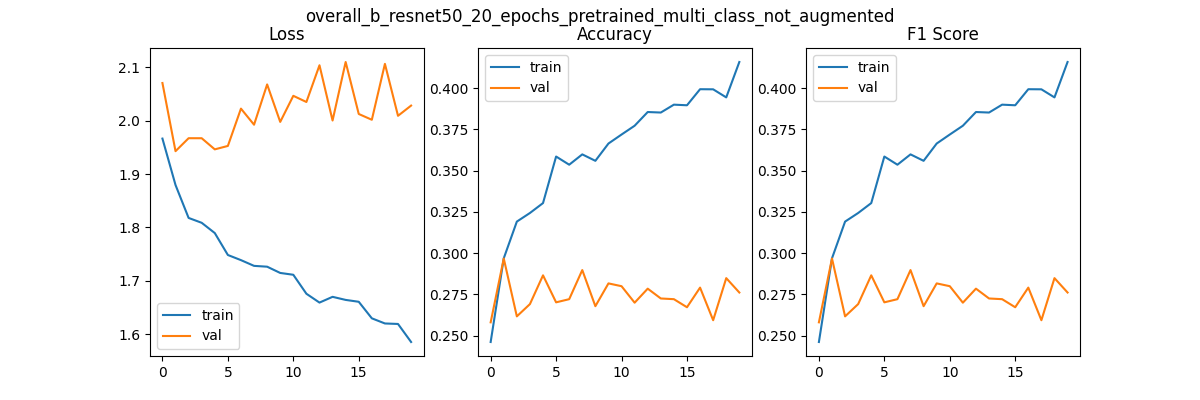 overall_b_resnet50_20_epochs_pretrained_multi_class_not_augmented
Loss
2.1
2.0
1.9
1.8
1.7
1.6
0 5 10 15
train
val
Accuracy
0.400
0.375
0.350
0.325
0.300
0.275
0.250
0 5 10 15
train
val
F1 Score
0.400
0.375
0.350
0.325
0.300
0.275
0.250
0 5 10 15
train
val